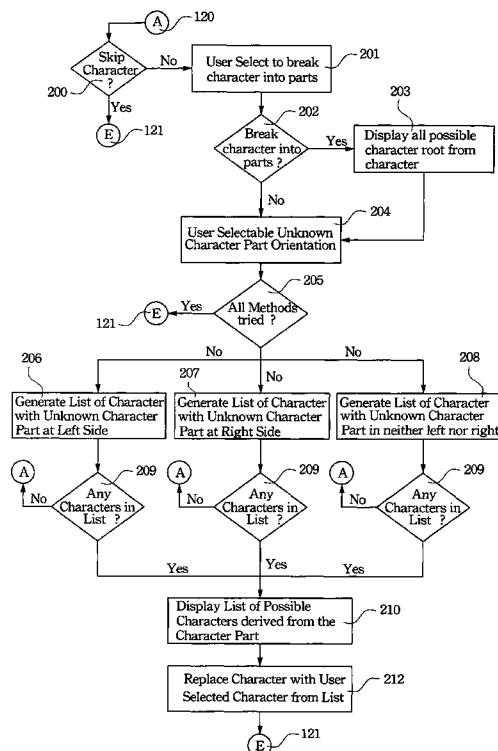 A
120
Skip
Character
?
200
No
User Select to break
character into parts
201
Yes
E
121
202
Break
character into
parts ?
Yes
203
Display all possible
character root from
character
No
204
User Selectable Unknown
Character Part Orientation
205
All Methods
tried ?
Yes
E
121
No
No
No
206
Generate List of Character
with Unknown Character
Part at Left Side
207
Generate List of Character
with Unknown Character
Part at Right Side
208
Generate List of Character
with Unknown Character
Part in neither left nor right
A
No
209
Any
Characters in
List ?
A
No
209
Any
Characters in
List ?
A
No
209
Any
Characters in
List ?
Yes
Yes
Yes
Display List of Possible
Characters derived from the
Character Part
210
Replace Character with User
Selected Character from List
212
E
121